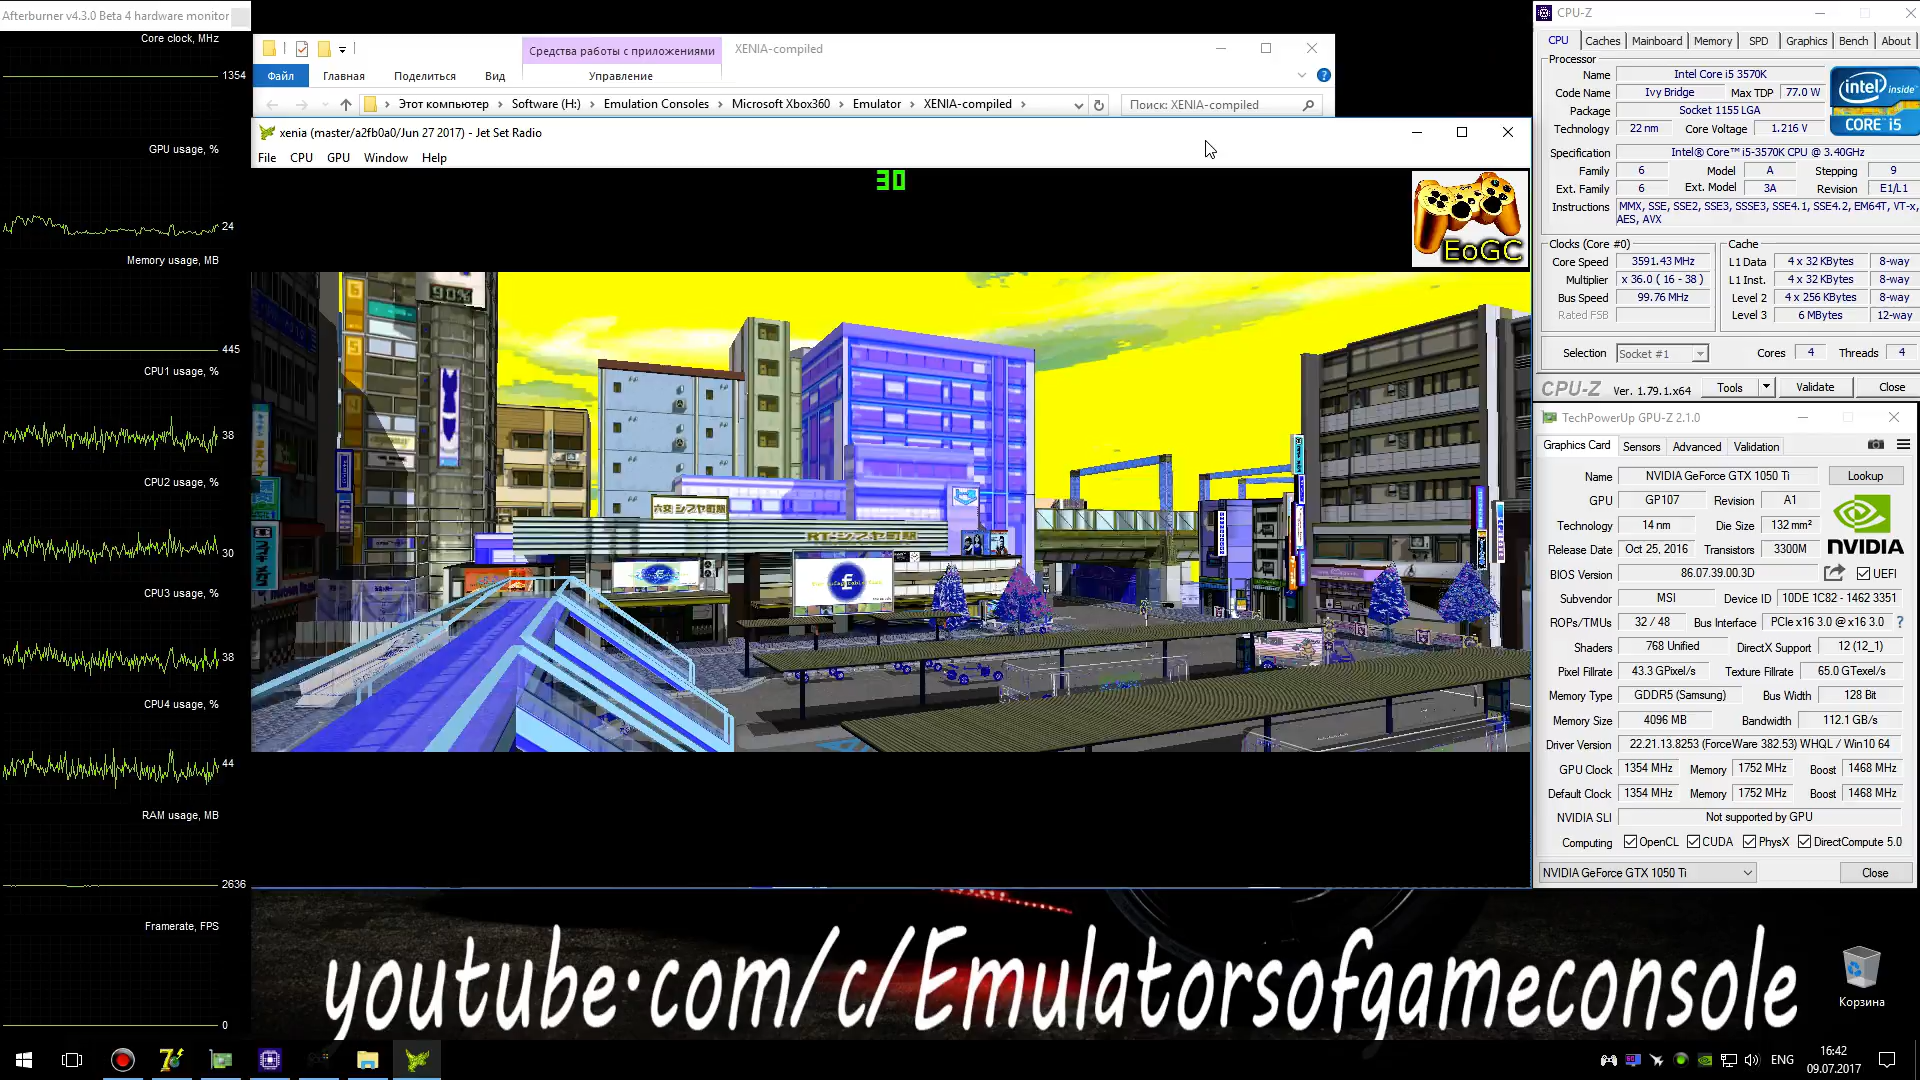 Afterburner v4.3.0 Beta 4 hardware monitor
Core clock, MHz
1354
GPU usage, %
24
Memory usage, MB
445
CPU1 usage, %
38
CPU2 usage, %
30
CPU3 usage, %
38
CPU4 usage, %
44
RAM usage, MB
2636
Framerate, FPS
0
Средства работы с приложениями XENIA-compiled
Файл Главная Поделиться Вид Управление
Этот компьютер Software (H:) Emulation Consoles Microsoft Xbox360 Emulator XENIA-compiled Поиск: XENIA-compiled
xenia (master/a2fb0a0/Jun 27 2017) - Jet Set Radio
File CPU GPU Window Help
30
EoGC
90%
RT-シブヤ町駅
youtube.com/c/Emulatorsofgameconsole
CPU-Z
CPU Caches Mainboard Memory SPD Graphics Bench About
Processor
Name Intel Core i5 3570K
Code Name Ivy Bridge Max TDP 77.0 W
Package Socket 1155 LGA
Technology 22 nm Core Voltage 1.216 V
intel inside
CORE i5
Specification Intel® Core™ i5-3570K CPU @ 3.40GHz
Family 6 Model A Stepping 9
Ext. Family 6 Ext. Model 3A Revision E1/L1
Instructions MMX, SSE, SSE2, SSE3, SSSE3, SSE4.1, SSE4.2, EM64T, VT-x, AES, AVX
Clocks (Core #0) Cache
Core Speed 3591.43 MHz L1 Data 4 x 32 KBytes 8-way
Multiplier x 36.0 ( 16 - 38 ) L1 Inst. 4 x 32 KBytes 8-way
Bus Speed 99.76 MHz Level 2 4 x 256 KBytes 8-way
Rated FSB Level 3 6 MBytes 12-way
Selection Socket #1 Cores 4 Threads 4
CPU-Z Ver. 1.79.1.x64 Tools Validate Close
TechPowerUp GPU-Z 2.1.0
Graphics Card Sensors Advanced Validation
Name NVIDIA GeForce GTX 1050 Ti Lookup
GPU GP107 Revision A1
Technology 14 nm Die Size 132 mm²
Release Date Oct 25, 2016 Transistors 3300M
NVIDIA
BIOS Version 86.07.39.00.3D UEFI
Subvendor MSI Device ID 10DE 1C82 - 1462 3351
ROPs/TMUs 32 / 48 Bus Interface PCIe x16 3.0 @ x16 3.0 ?
Shaders 768 Unified DirectX Support 12 (12_1)
Pixel Fillrate 43.3 GPixel/s Texture Fillrate 65.0 GTexel/s
Memory Type GDDR5 (Samsung) Bus Width 128 Bit
Memory Size 4096 MB Bandwidth 112.1 GB/s
Driver Version 22.21.13.8253 (ForceWare 382.53) WHQL / Win10 64
GPU Clock 1354 MHz Memory 1752 MHz Boost 1468 MHz
Default Clock 1354 MHz Memory 1752 MHz Boost 1468 MHz
NVIDIA SLI Not supported by GPU
Computing OpenCL CUDA PhysX DirectCompute 5.0
NVIDIA GeForce GTX 1050 Ti Close
Корзина
ENG 16:42
09.07.2017